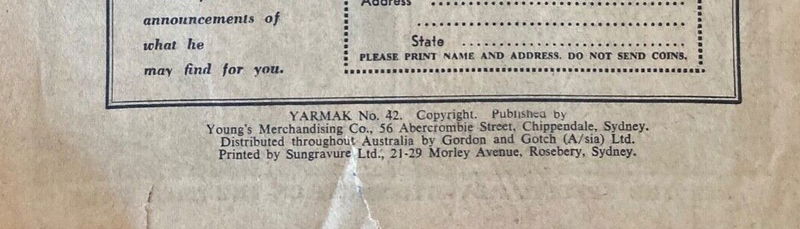 Address
announcements of
what he
may find for you.
State
PLEASE PRINT NAME AND ADDRESS. DO NOT SEND COINS.
YARMAK No. 42. Copyright. Published by
Young's Merchandising Co., 56 Abercrombie Street, Chippendale, Sydney.
Distributed throughout Australia by Gordon and Gotch (A/sia) Ltd.
Printed by Sungravure Ltd., 21-29 Morley Avenue, Rosebery, Sydney.